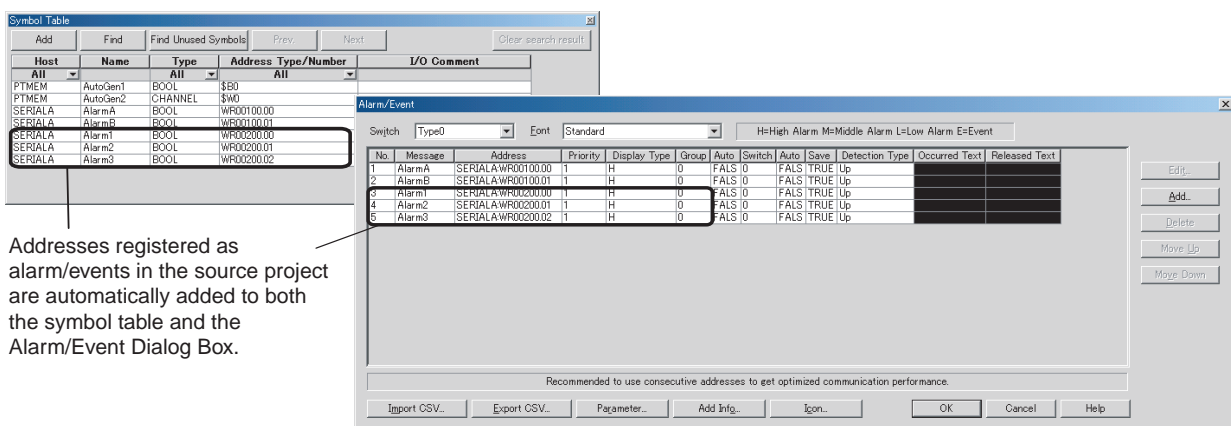 Symbol Table
Add Find Find Unused Symbols Prev. Next Clear search result
Host Name Type Address Type/Number I/O Comment
All All All
PTMEM AutoGen1 BOOL $B0
PTMEM AutoGen2 CHANNEL $W0
SERIALA AlarmA BOOL WR00100.00
SERIALA AlarmB BOOL WR00100.01
SERIALA Alarm1 BOOL WR00200.00
SERIALA Alarm2 BOOL WR00200.01
SERIALA Alarm3 BOOL WR00200.02
Addresses registered as
alarm/events in the source project
are automatically added to both
the symbol table and the
Alarm/Event Dialog Box.
Alarm/Event
Switch Type0 Font Standard H=High Alarm M=Middle Alarm L=Low Alarm E=Event
No. Message Address Priority Display Type Group Auto Switch Auto Save Detection Type Occurred Text Released Text
1 AlarmA SERIALA:WR00100.00 1 H 0 FALS 0 FALS TRUE Up
2 AlarmB SERIALA:WR00100.01 1 H 0 FALS 0 FALS TRUE Up
3 Alarm1 SERIALA:WR00200.00 1 H 0 FALS 0 FALS TRUE Up
4 Alarm2 SERIALA:WR00200.01 1 H 0 FALS 0 FALS TRUE Up
5 Alarm3 SERIALA:WR00200.02 1 H 0 FALS 0 FALS TRUE Up
Edit...
Add...
Delete
Move Up
Move Down
Recommended to use consecutive addresses to get optimized communication performance.
Import CSV... Export CSV... Parameter... Add Info... Icon... OK Cancel Help